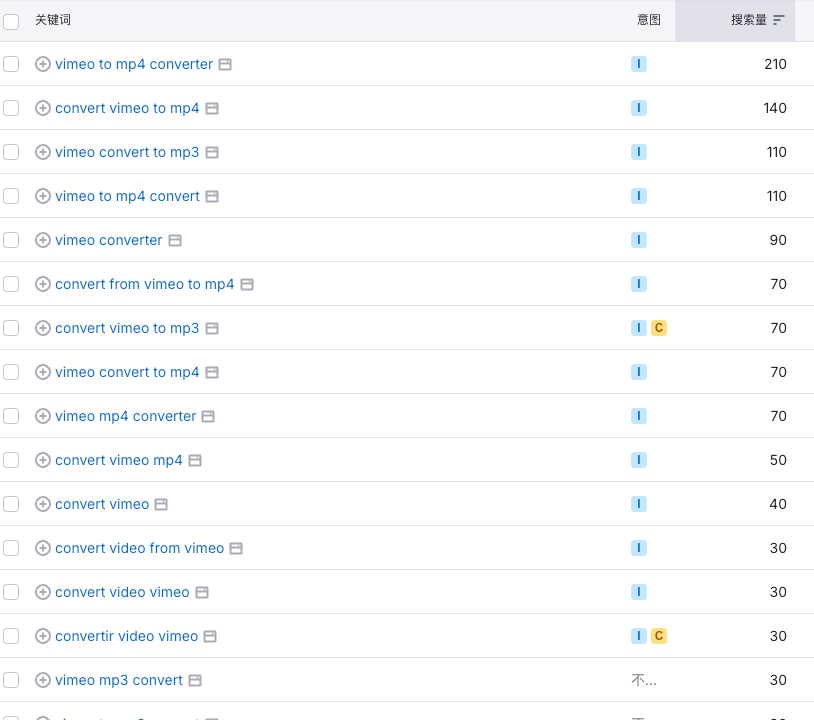 关键词 意图 搜索量
vimeo to mp4 converter I 210
convert vimeo to mp4 I 140
vimeo convert to mp3 I 110
vimeo to mp4 convert I 110
vimeo converter I 90
convert from vimeo to mp4 I 70
convert vimeo to mp3 I C 70
vimeo convert to mp4 I 70
vimeo mp4 converter I 70
convert vimeo mp4 I 50
convert vimeo I 40
convert video from vimeo I 30
convert video vimeo I 30
convertir video vimeo I C 30
vimeo mp3 convert 不... 30